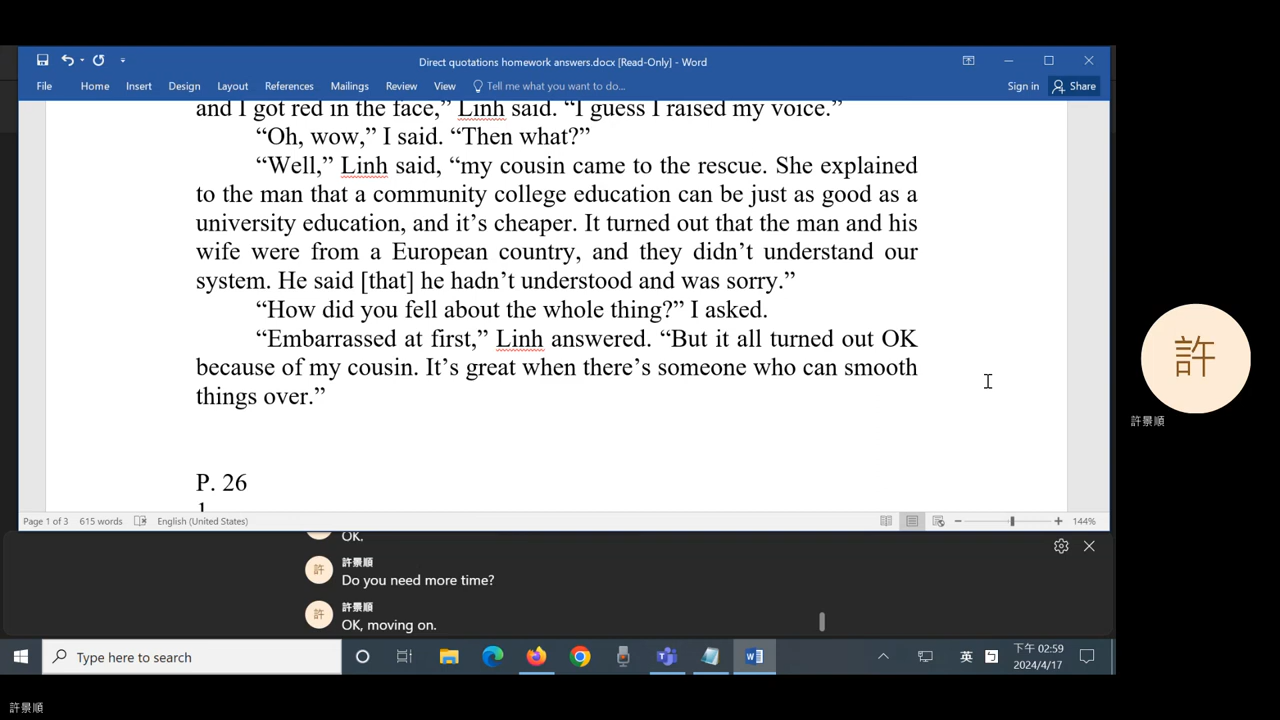 Direct quotations homework answers.docx [Read-Only] - Word
File Home Insert Design Layout References Mailings Review View Tell me what you want to do... Sign in Share
and I got red in the face,” Linh said. “I guess I raised my voice.”
“Oh, wow,” I said. “Then what?”
“Well,” Linh said, “my cousin came to the rescue. She explained
to the man that a community college education can be just as good as a
university education, and it’s cheaper. It turned out that the man and his
wife were from a European country, and they didn’t understand our
system. He said [that] he hadn’t understood and was sorry.”
“How did you fell about the whole thing?” I asked.
“Embarrassed at first,” Linh answered. “But it all turned out OK
because of my cousin. It’s great when there’s someone who can smooth
things over.”
P. 26
1
Page 1 of 3 615 words English (United States) 144%
許
許景順
OK.
許 許景順
Do you need more time?
許 許景順
OK, moving on.
Type here to search
英
下午 02:59
2024/4/17
許景順